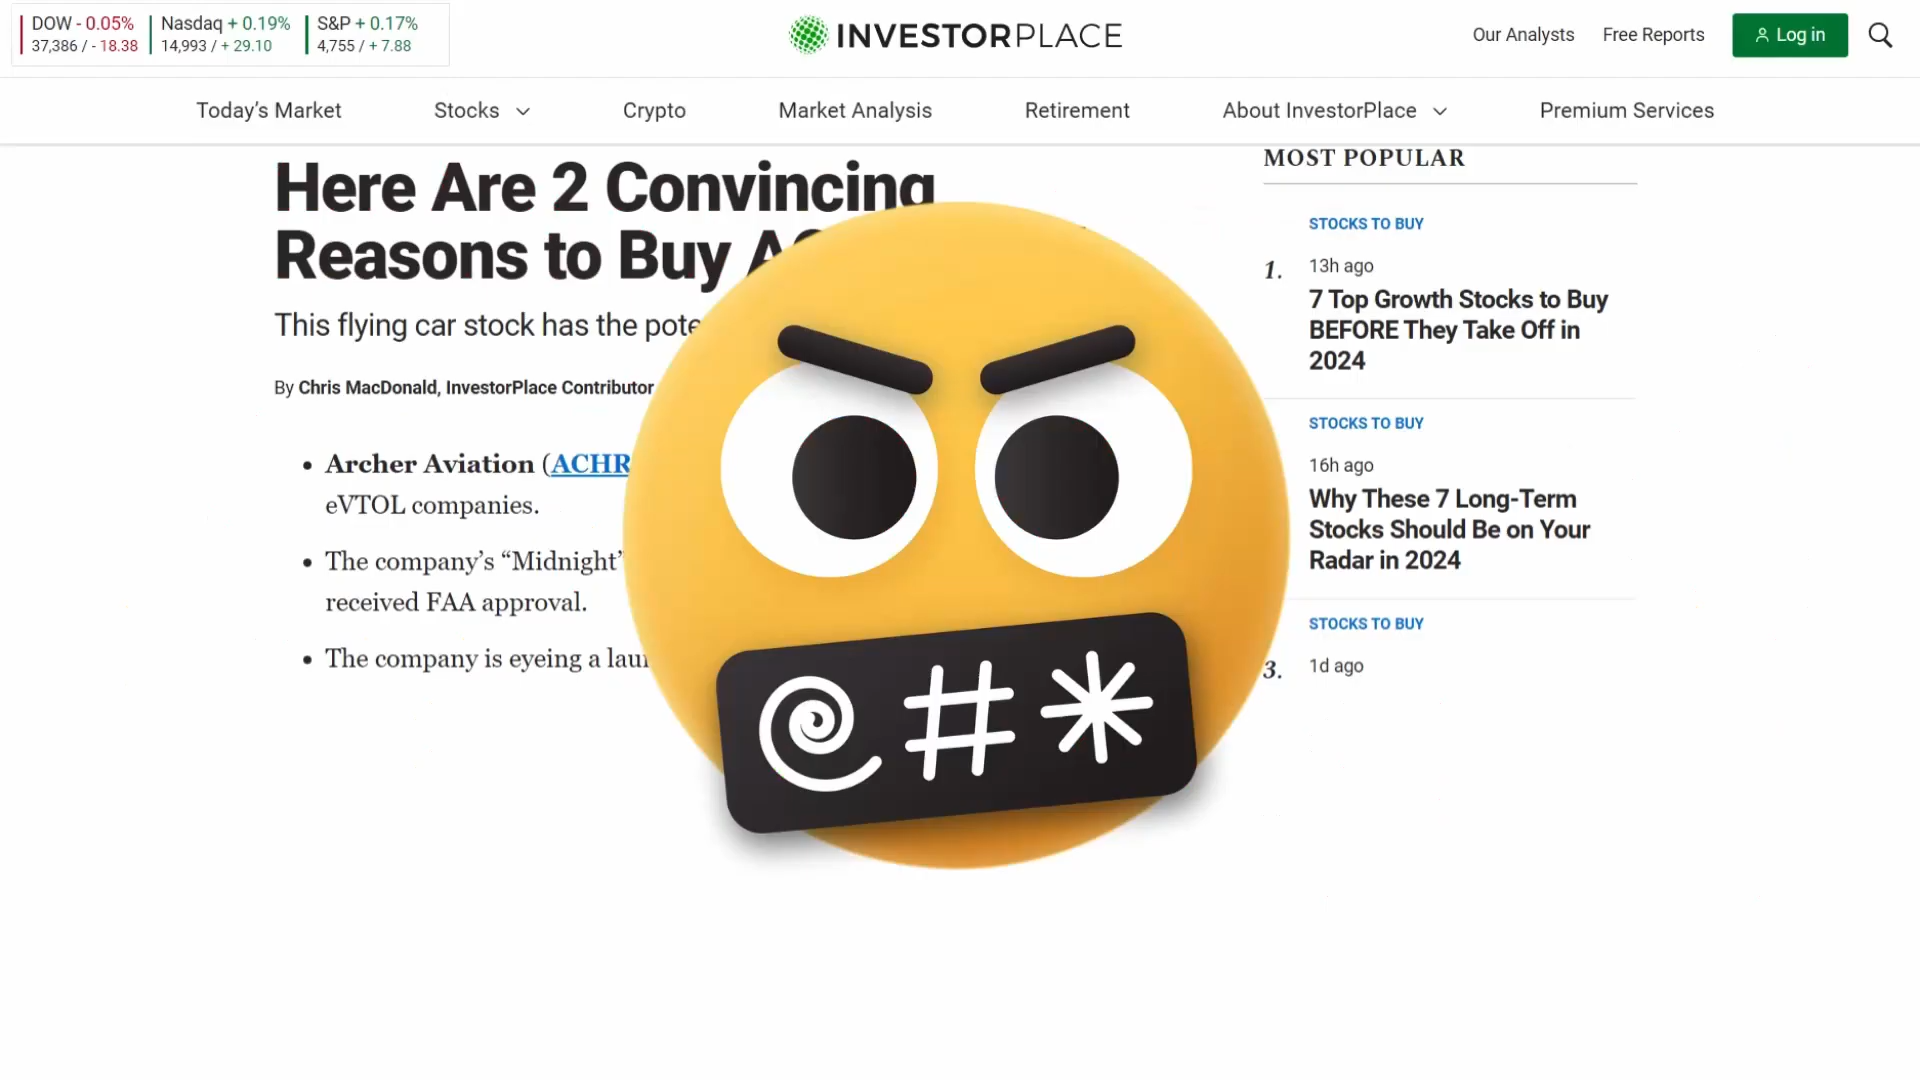 DOW - 0.05%
37,386 / - 18.38
Nasdaq + 0.19%
14,993 / + 29.10
S&P + 0.17%
4,755 / + 7.88
INVESTORPLACE
Our Analysts
Free Reports
Log in
Today’s Market
Stocks
Crypto
Market Analysis
Retirement
About InvestorPlace
Premium Services
Here Are 2 Convincing
Reasons to Buy
This flying car stock has the
By Chris MacDonald, InvestorPlace Contributor
• Archer Aviation (ACHR
eVTOL companies.
• The company’s “Midnight”
received FAA approval.
• The company is eyeing a
@#*
MOST POPULAR
STOCKS TO BUY
1.
13h ago
7 Top Growth Stocks to Buy
BEFORE They Take Off in
2024
STOCKS TO BUY
16h ago
Why These 7 Long-Term
Stocks Should Be on Your
Radar in 2024
STOCKS TO BUY
3.
1d ago